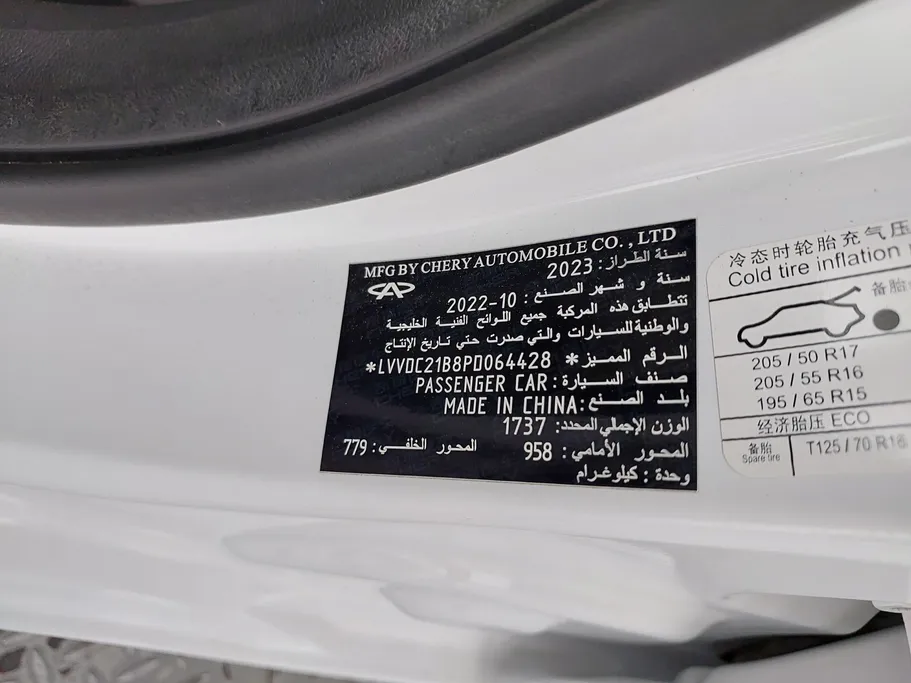 MFG BY CHERY AUTOMOBILE CO. , LTD
سنة الطراز: 2023
سنة و شهر الصنع : 2022-10
تتطابق هذه المركبة جميع اللوائح الفنية الخليجية
والوطنية للسيارات والتي صدرت حتي تاريخ الإنتاج
الرقم المميز: *LVVDC21B8PD064428*
صنف السيارة: PASSENGER CAR
بلد الصنع: MADE IN CHINA
الوزن الإجمالي المحدد: 1737
المحور الأمامي: 958 المحور الخلفي: 779
وحدة : كيلوغرام
冷态时轮胎充气压
Cold tire inflation
备胎
205 / 50 R17
205 / 55 R16
195 / 65 R15
经济胎压 ECO
备胎 T125 / 70 R16
Spare tire